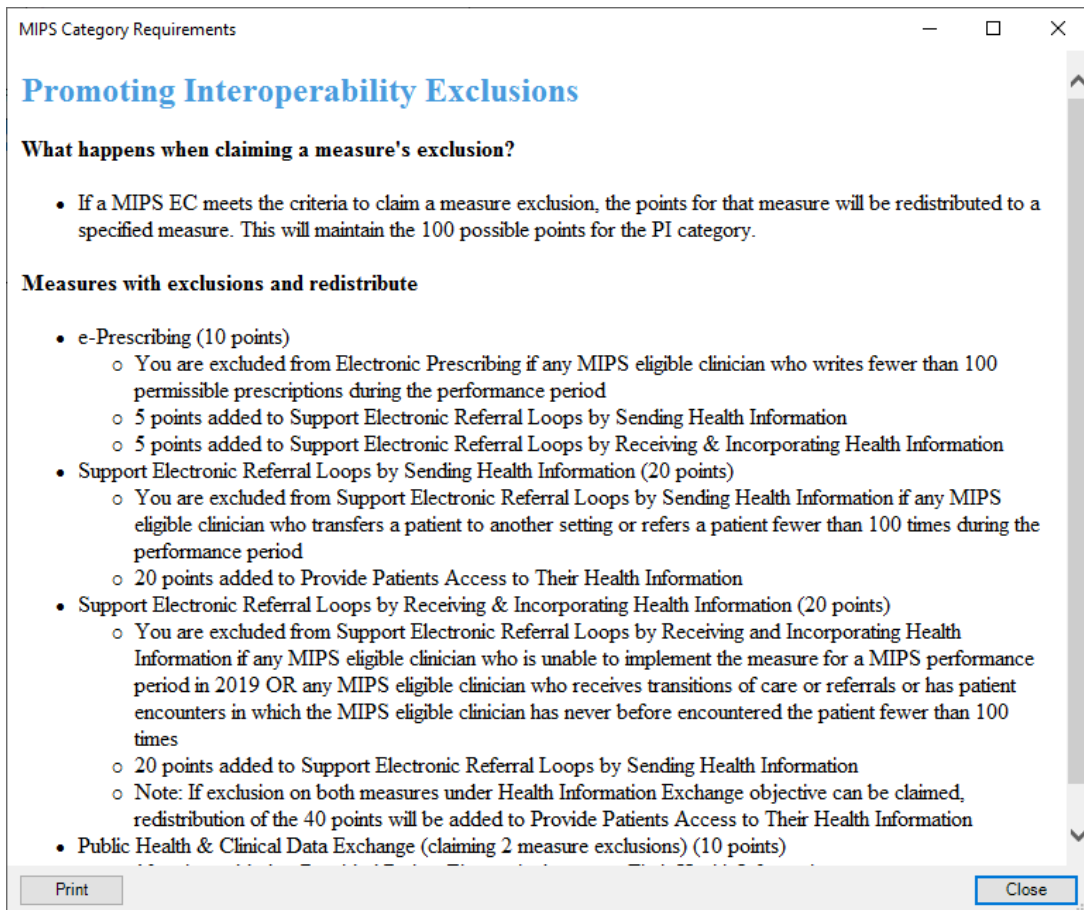 MIPS Category Requirements
Promoting Interoperability Exclusions
What happens when claiming a measure's exclusion?
• If a MIPS EC meets the criteria to claim a measure exclusion, the points for that measure will be redistributed to a
specified measure. This will maintain the 100 possible points for the PI category.
Measures with exclusions and redistribute
• e-Prescribing (10 points)
○ You are excluded from Electronic Prescribing if any MIPS eligible clinician who writes fewer than 100
permissible prescriptions during the performance period
○ 5 points added to Support Electronic Referral Loops by Sending Health Information
○ 5 points added to Support Electronic Referral Loops by Receiving & Incorporating Health Information
• Support Electronic Referral Loops by Sending Health Information (20 points)
○ You are excluded from Support Electronic Referral Loops by Sending Health Information if any MIPS
eligible clinician who transfers a patient to another setting or refers a patient fewer than 100 times during the
performance period
○ 20 points added to Provide Patients Access to Their Health Information
• Support Electronic Referral Loops by Receiving & Incorporating Health Information (20 points)
○ You are excluded from Support Electronic Referral Loops by Receiving and Incorporating Health
Information if any MIPS eligible clinician who is unable to implement the measure for a MIPS performance
period in 2019 OR any MIPS eligible clinician who receives transitions of care or referrals or has patient
encounters in which the MIPS eligible clinician has never before encountered the patient fewer than 100
times
○ 20 points added to Support Electronic Referral Loops by Sending Health Information
○ Note: If exclusion on both measures under Health Information Exchange objective can be claimed,
redistribution of the 40 points will be added to Provide Patients Access to Their Health Information
• Public Health & Clinical Data Exchange (claiming 2 measure exclusions) (10 points)
Print
Close